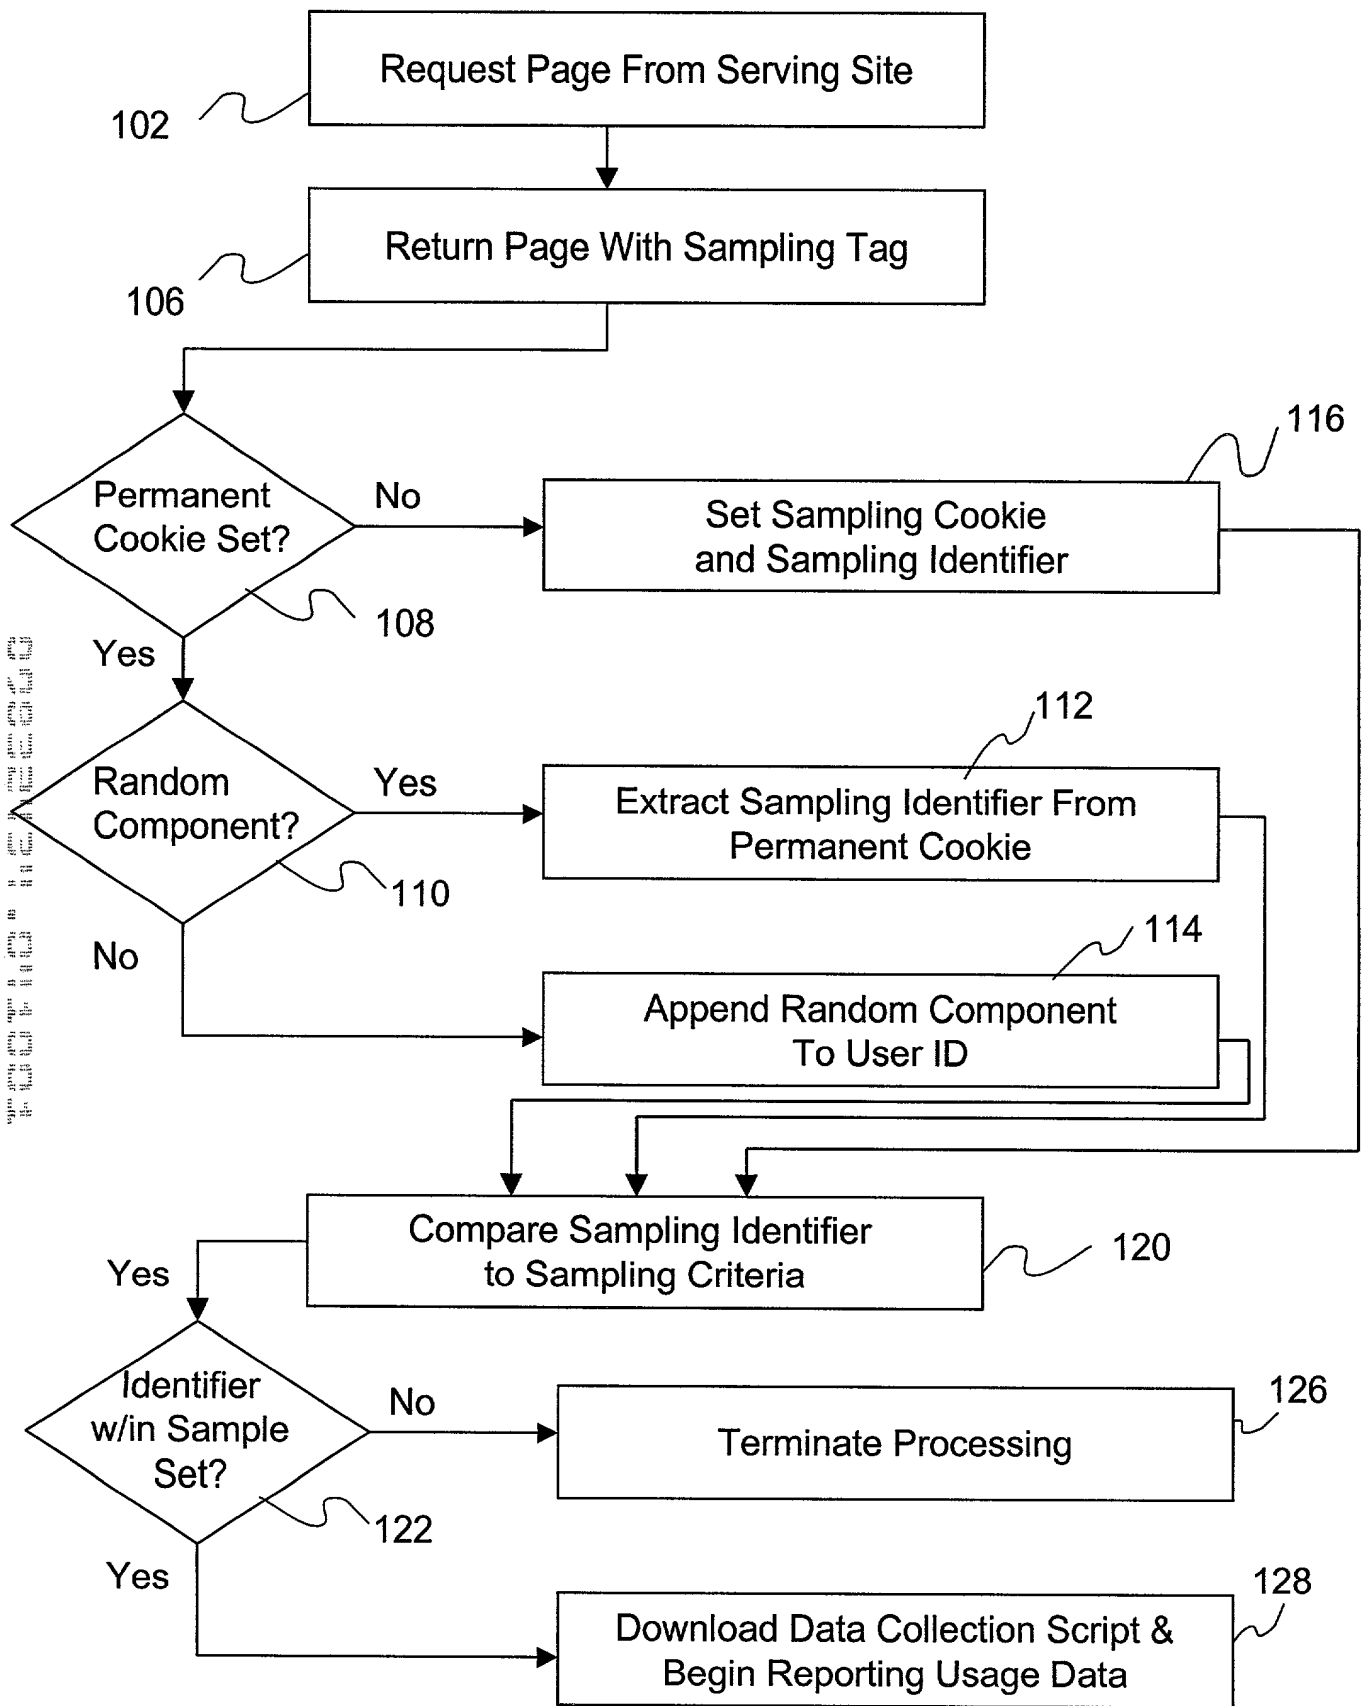 Request Page From Serving Site
102
Return Page With Sampling Tag
106
116
Permanent
Cookie Set?
No
Set Sampling Cookie
and Sampling Identifier
108
Yes
112
Random
Component?
Yes
Extract Sampling Identifier From
Permanent Cookie
110
114
No
Append Random Component
To User ID
Compare Sampling Identifier
to Sampling Criteria
120
Yes
Identifier
w/in Sample
Set?
No
126
Terminate Processing
122
Yes
128
Download Data Collection Script &
Begin Reporting Usage Data